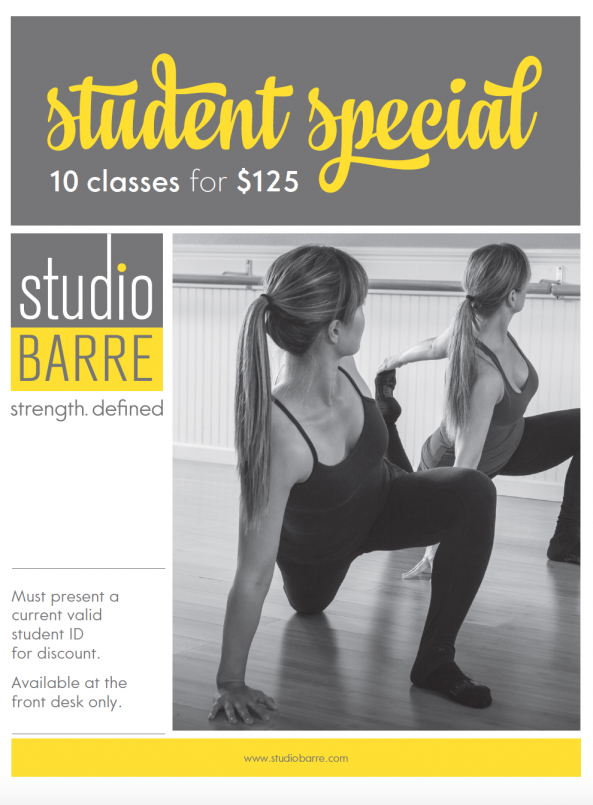 student special
10 classes for $125
studio
BARRE
strength. defined
Must present a
current valid
student ID
for discount.
Available at the
front desk only.
www.studiobarre.com